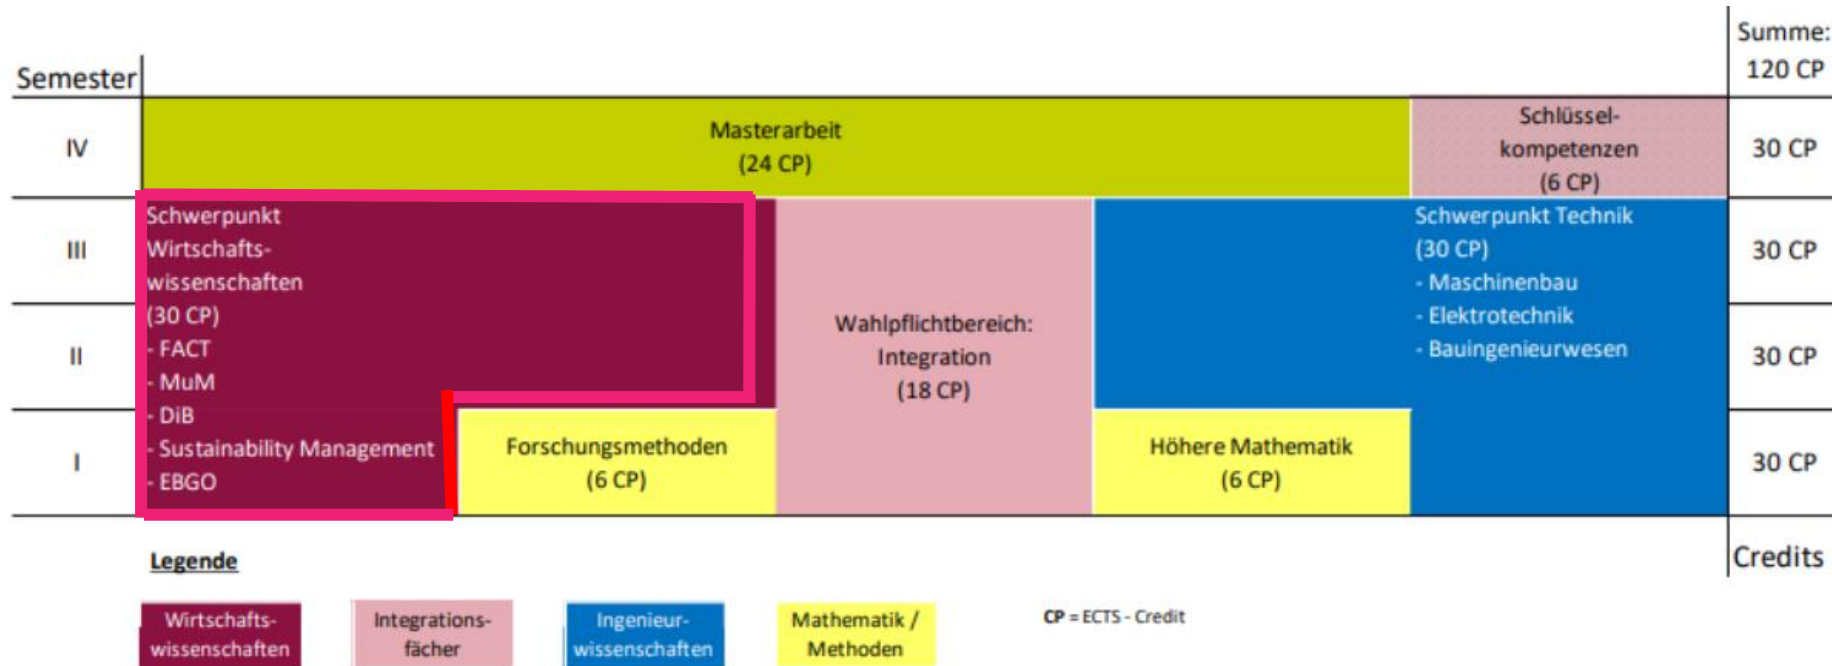 Summe:
120 CP
Semester
IV
Masterarbeit
(24 CP)
Schlüssel-
kompetenzen
(6 CP)
30 CP
III
Schwerpunkt
Wirtschafts-
wissenschaften
(30 CP)
- FACT
- MuM
- DiB
- Sustainability Management
- EBGO
Wahlpflichtbereich:
Integration
(18 CP)
Schwerpunkt Technik
(30 CP)
- Maschinenbau
- Elektrotechnik
- Bauingenieurwesen
30 CP
II
30 CP
I
Forschungsmethoden
(6 CP)
Höhere Mathematik
(6 CP)
30 CP
Credits
Legende
Wirtschafts-
wissenschaften
Integrations-
fächer
Ingenieur-
wissenschaften
Mathematik /
Methoden
CP = ECTS - Credit